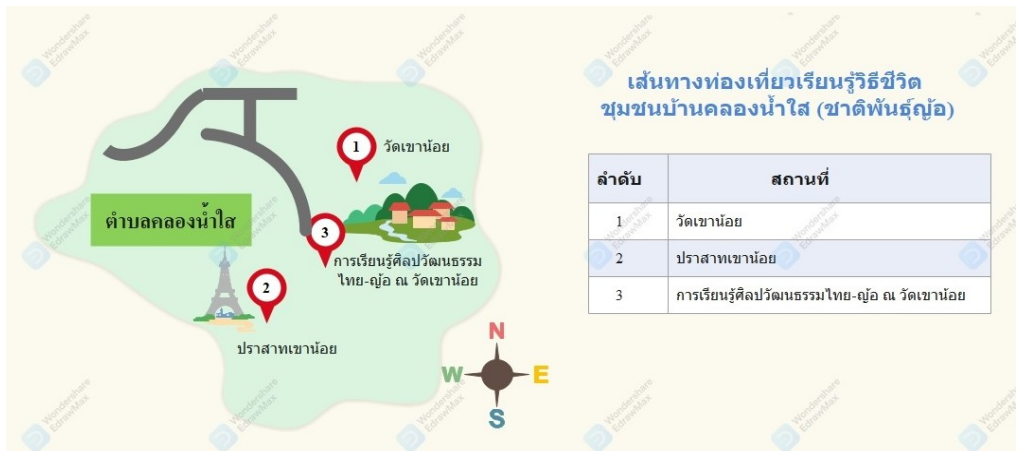 เส้นทางท่องเที่ยวเรียนรู้วิธีชีวิต
ชุมชนบ้านคลองน้ำใส (ชาติพันธุ์ญ้อ)
1
วัดเขาน้อย
ตำบลคลองน้ำใส
3
การเรียนรู้ศิลปวัฒนธรรม
ไทย-ญ้อ ณ วัดเขาน้อย
2
ปราสาทเขาน้อย
N
W
E
S
ลำดับ สถานที่
1 วัดเขาน้อย
2 ปราสาทเขาน้อย
3 การเรียนรู้ศิลปวัฒนธรรมไทย-ญ้อ ณ วัดเขาน้อย
Wondershare
EdrawMax